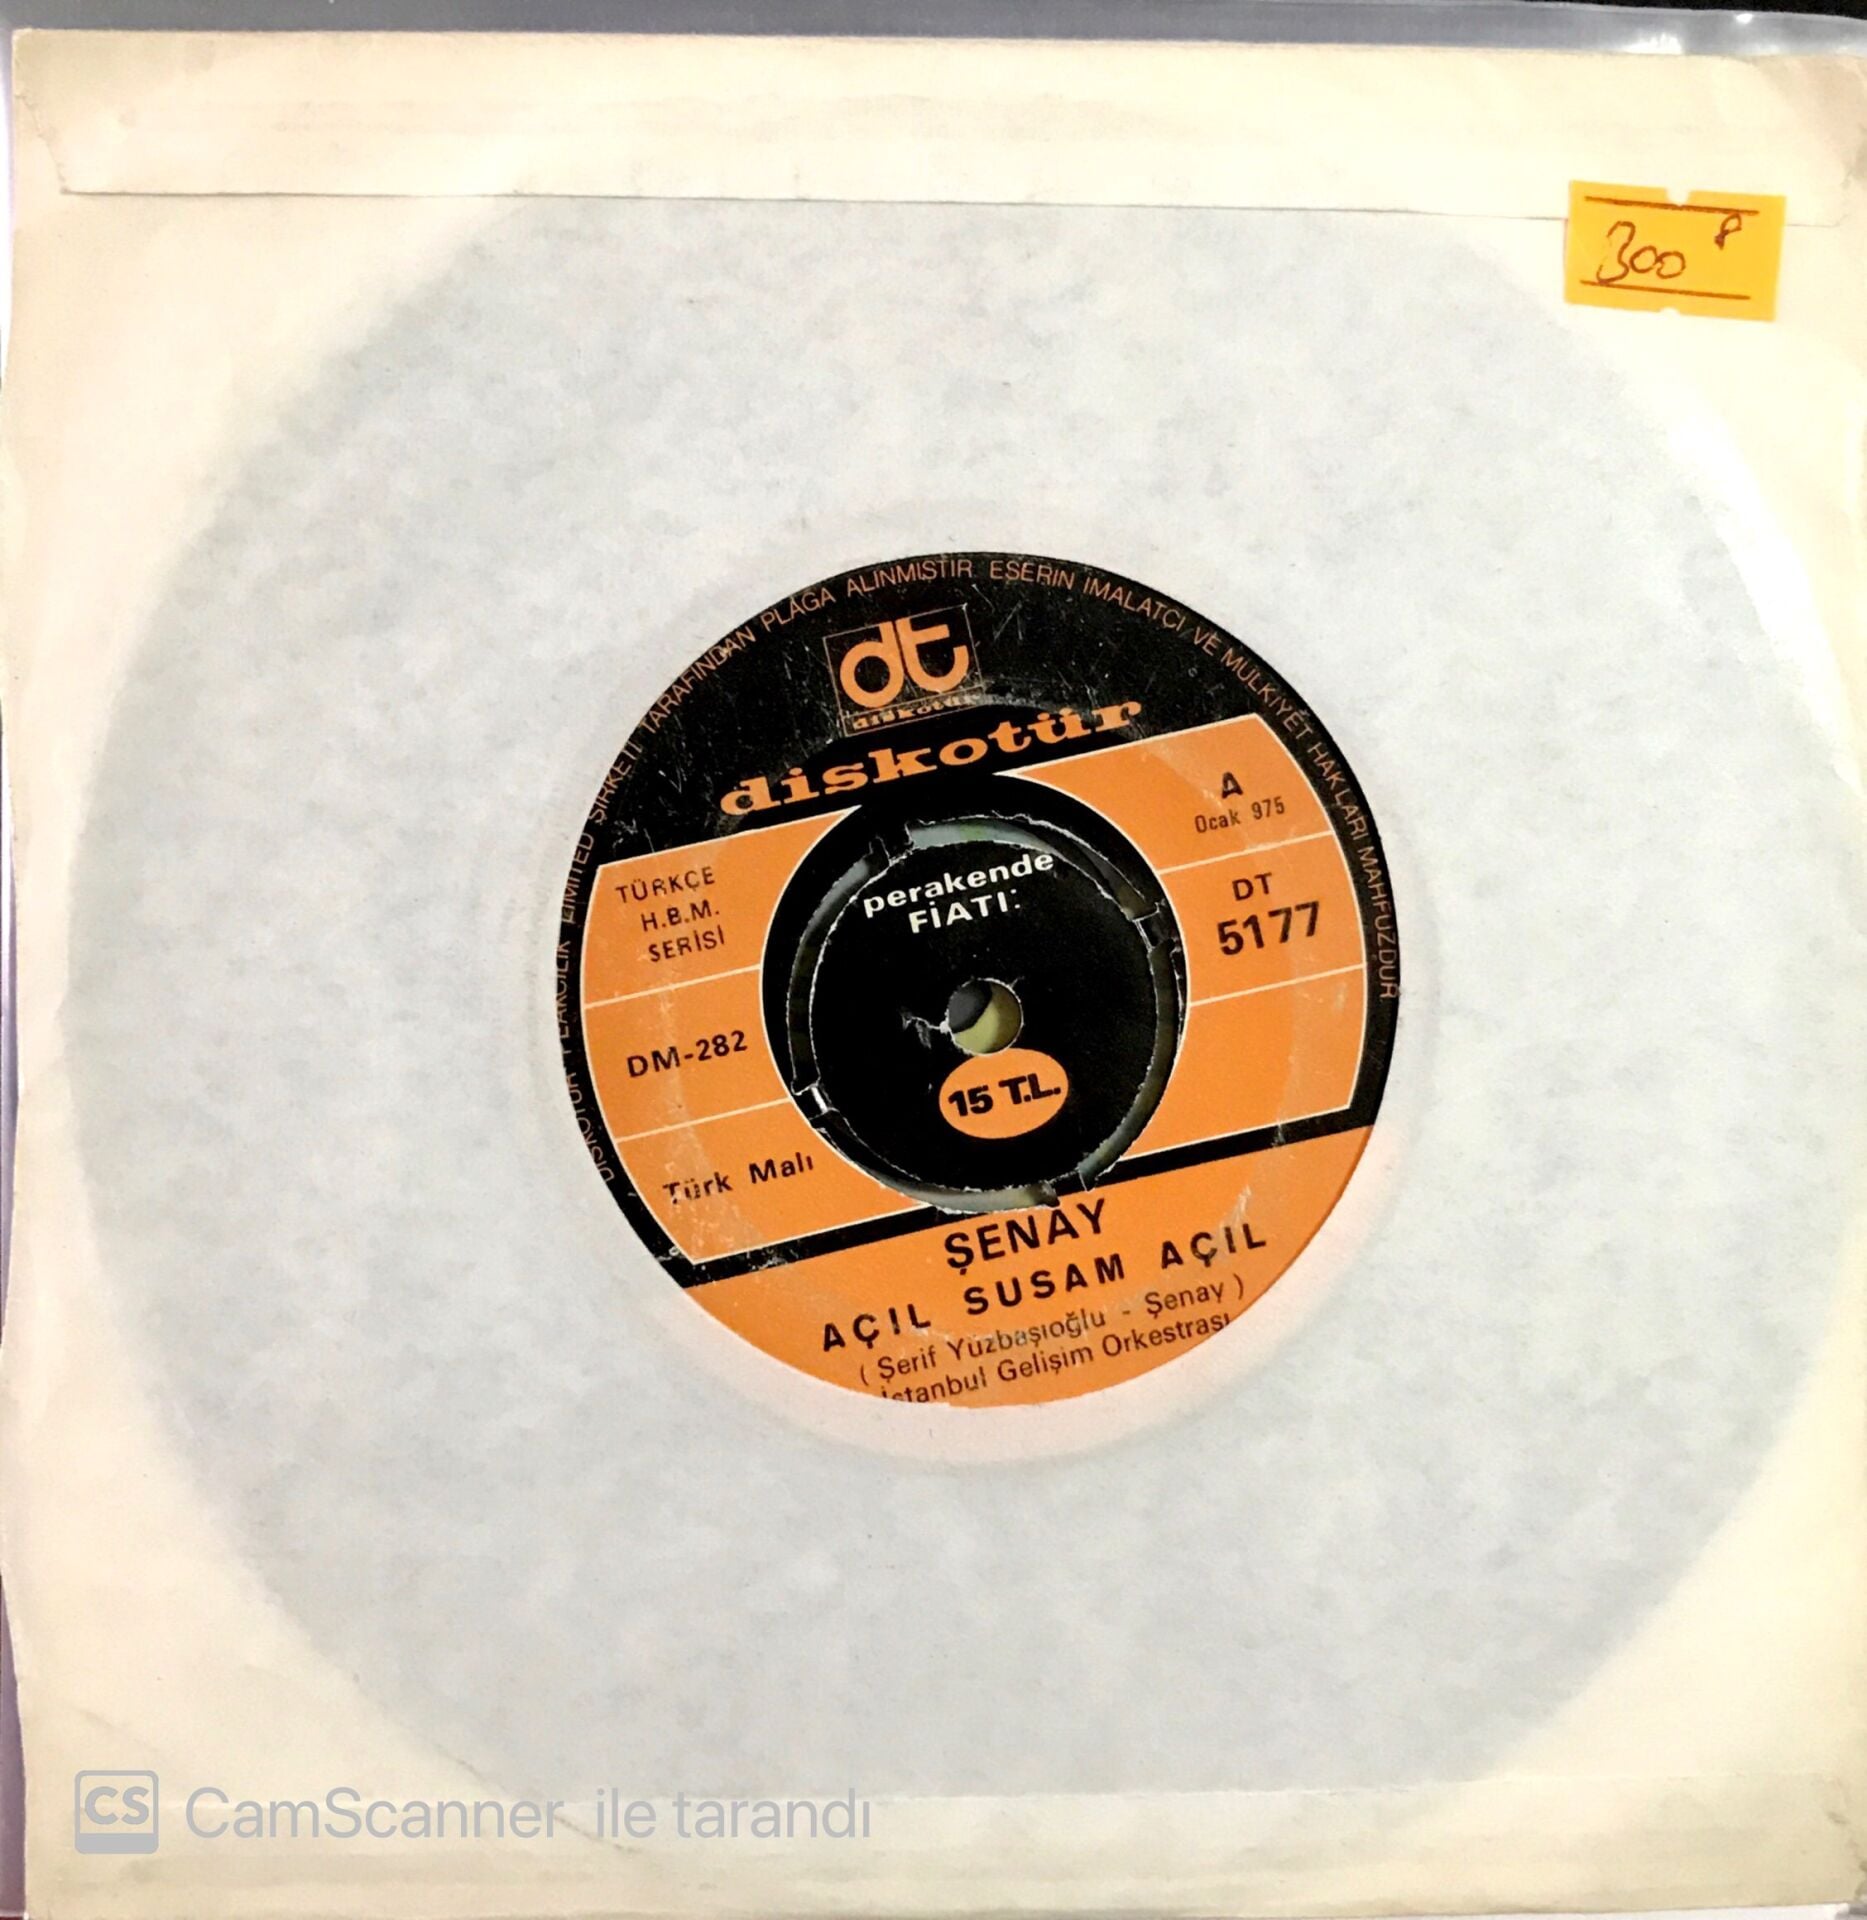 300 P
DİSKOTÜR PLAKÇILIK LİMİTED ŞİRKETİ TARAFINDAN PLAĞA ALINMIŞTIR ESERİN İMALATÇI VE MÜLKİYET HAKLARI MAHFUZDUR
dt
diskotür
diskotür
A
Ocak 975
TÜRKÇE
H.B.M.
SERİSİ
DT
5177
perakende
FİATI:
DM-282
15 T.L.
Türk Malı
ŞENAY
AÇIL SUSAM AÇIL
( Şerif Yüzbaşıoğlu - Şenay )
İstanbul Gelişim Orkestrası
CS CamScanner ile tarandı